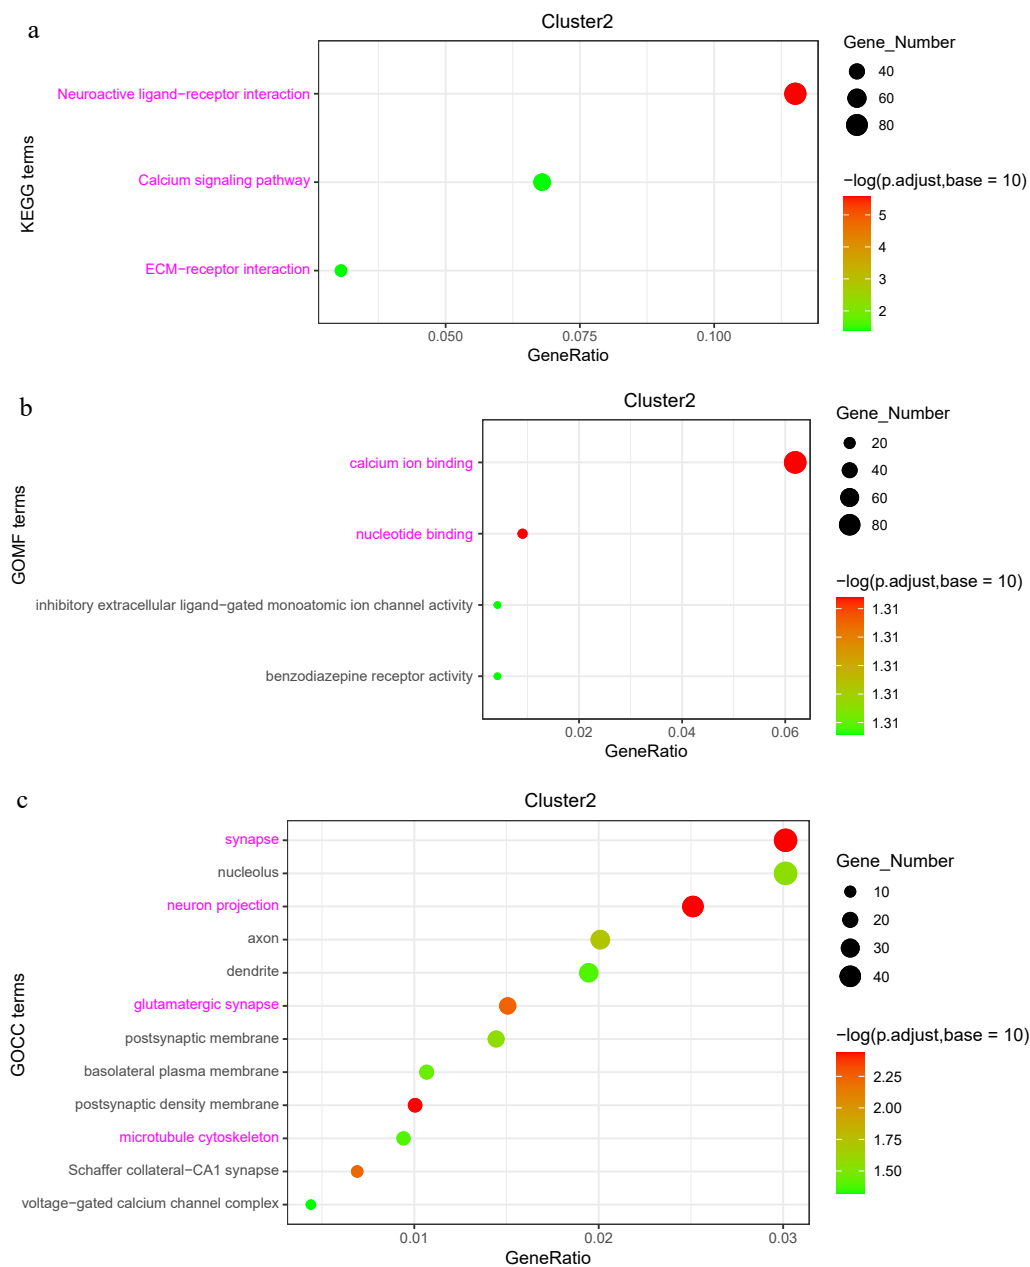 a
Cluster2
KEGG terms
Neuroactive ligand−receptor interaction
Calcium signaling pathway
ECM−receptor interaction
0.050
0.075
0.100
GeneRatio
Gene_Number
40
60
80
−log(p.adjust,base = 10)
5
4
3
2
b
Cluster2
GOMF terms
calcium ion binding
nucleotide binding
inhibitory extracellular ligand−gated monoatomic ion channel activity
benzodiazepine receptor activity
0.02
0.04
0.06
GeneRatio
Gene_Number
20
40
60
80
−log(p.adjust,base = 10)
1.31
1.31
1.31
1.31
1.31
c
Cluster2
GOCC terms
synapse
nucleolus
neuron projection
axon
dendrite
glutamatergic synapse
postsynaptic membrane
basolateral plasma membrane
postsynaptic density membrane
microtubule cytoskeleton
Schaffer collateral−CA1 synapse
voltage−gated calcium channel complex
0.01
0.02
0.03
GeneRatio
Gene_Number
10
20
30
40
−log(p.adjust,base = 10)
2.25
2.00
1.75
1.50